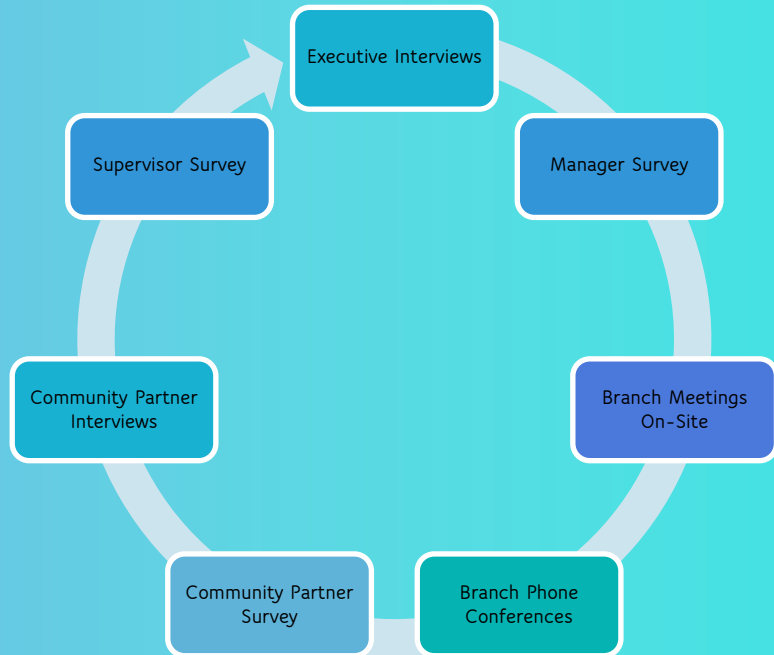 Executive Interviews
Manager Survey
Branch Meetings
On-Site
Branch Phone
Conferences
Community Partner
Survey
Community Partner
Interviews
Supervisor Survey